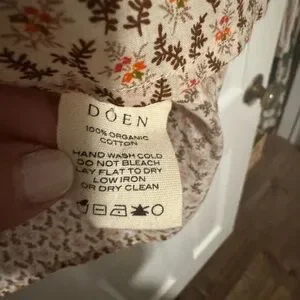 DÔEN
100% ORGANIC
COTTON
HAND WASH COLD
DO NOT BLEACH
LAY FLAT TO DRY
LOW IRON
OR DRY CLEAN